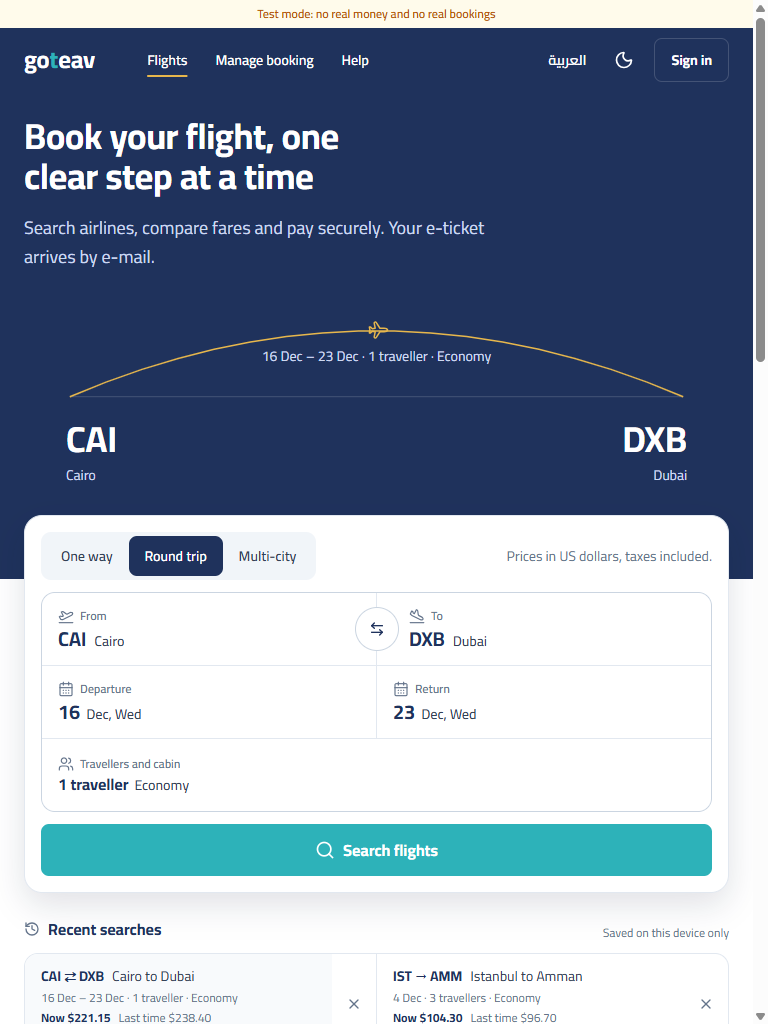 Test mode: no real money and no real bookings
goteav
Flights
Manage booking
Help
العربية
Sign in
Book your flight, one
clear step at a time
Search airlines, compare fares and pay securely. Your e-ticket
arrives by e-mail.
16 Dec – 23 Dec · 1 traveller · Economy
CAI
DXB
Cairo
Dubai
One way
Round trip
Multi-city
Prices in US dollars, taxes included.
From
CAI Cairo
To
DXB Dubai
Departure
16 Dec, Wed
Return
23 Dec, Wed
Travellers and cabin
1 traveller Economy
Search flights
Recent searches
Saved on this device only
CAI ⇄ DXB Cairo to Dubai
16 Dec – 23 Dec · 1 traveller · Economy
Now $221.15 Last time $238.40
IST → AMM Istanbul to Amman
4 Dec · 3 travellers · Economy
Now $104.30 Last time $96.70